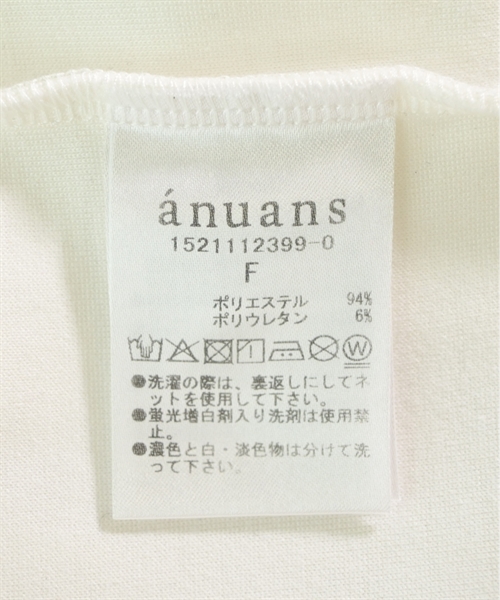 ánuans
1521112399-0
F
ポリエステル 94%
ポリウレタン 6%
●洗濯の際は、裏返しにしてネ
ットを使用して下さい。
●蛍光増白剤入り洗剤は使用禁
止。
●濃色と白・淡色物は分けて洗
って下さい。